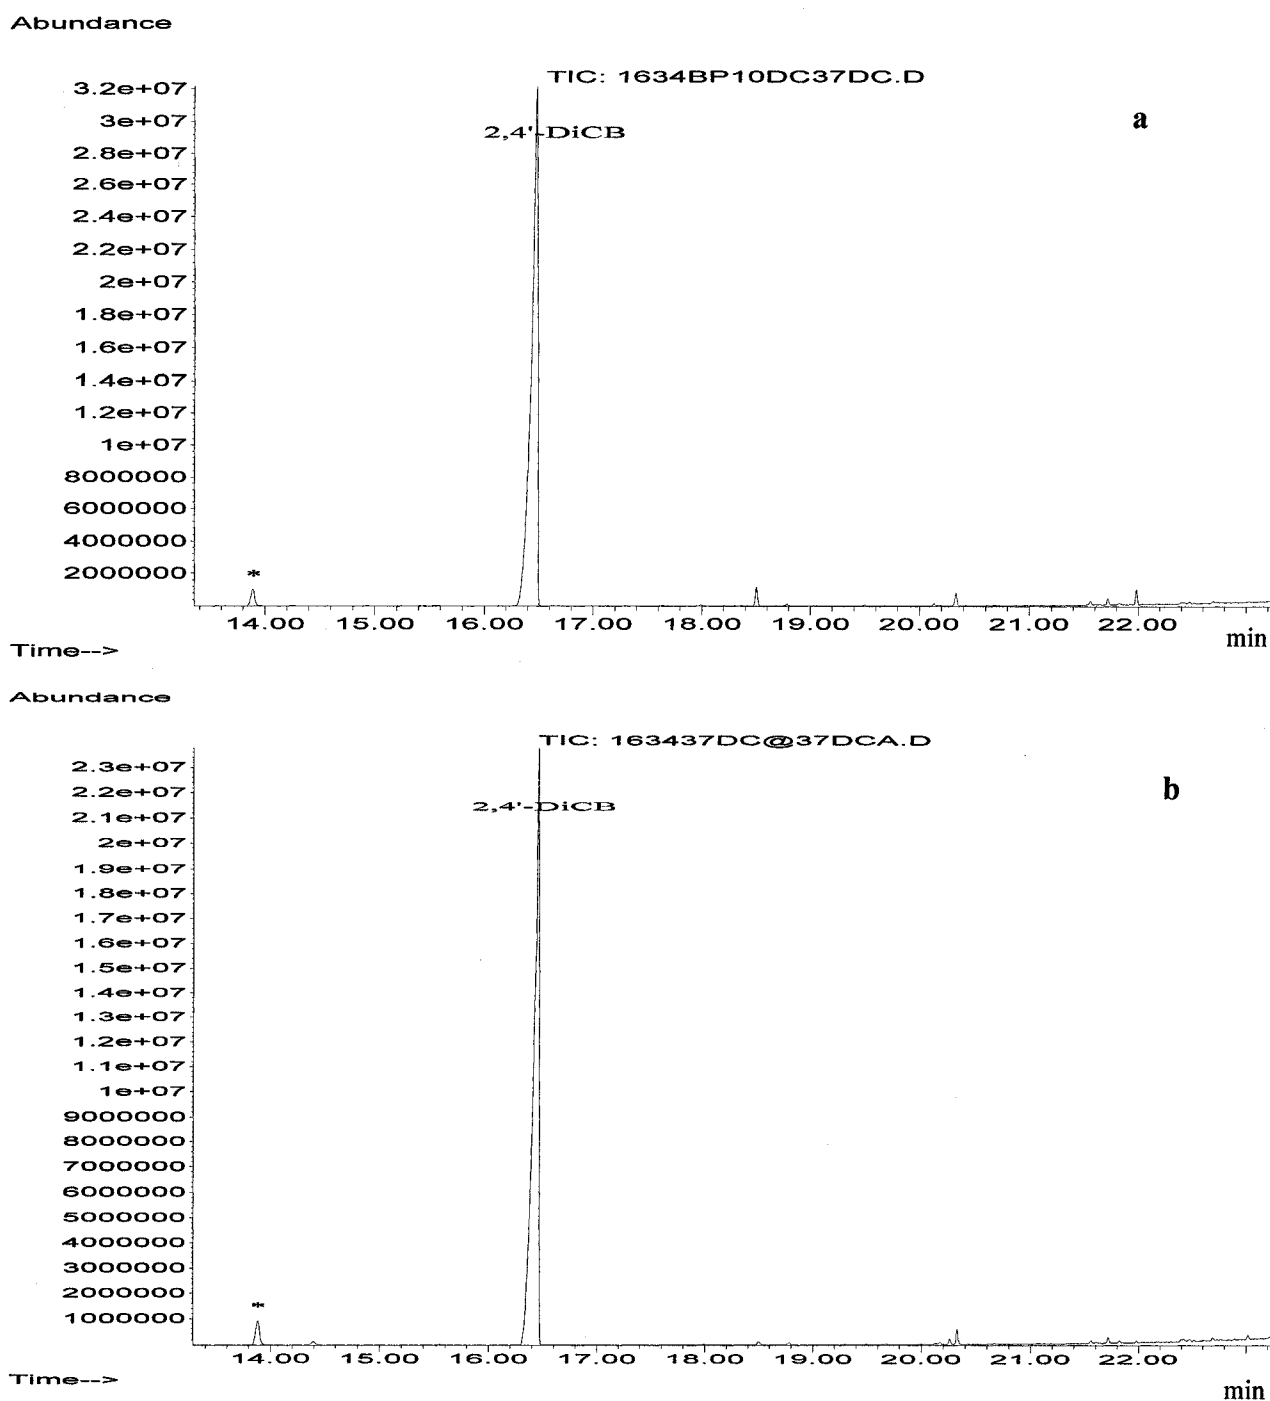 Abundance
TIC: 1634BP10DC37DC.D
a
2,4'-DiCB
3.2e+07
3e+07
2.8e+07
2.6e+07
2.4e+07
2.2e+07
2e+07
1.8e+07
1.6e+07
1.4e+07
1.2e+07
1e+07
8000000
6000000
4000000
2000000
*
14.00 15.00 16.00 17.00 18.00 19.00 20.00 21.00 22.00
min
Time-->
Abundance
TIC: 163437DC@37DCA.D
b
2,4'-DiCB
2.3e+07
2.2e+07
2.1e+07
2e+07
1.9e+07
1.8e+07
1.7e+07
1.6e+07
1.5e+07
1.4e+07
1.3e+07
1.2e+07
1.1e+07
1e+07
9000000
8000000
7000000
6000000
5000000
4000000
3000000
2000000
1000000
*
14.00 15.00 16.00 17.00 18.00 19.00 20.00 21.00 22.00
Time-->
min